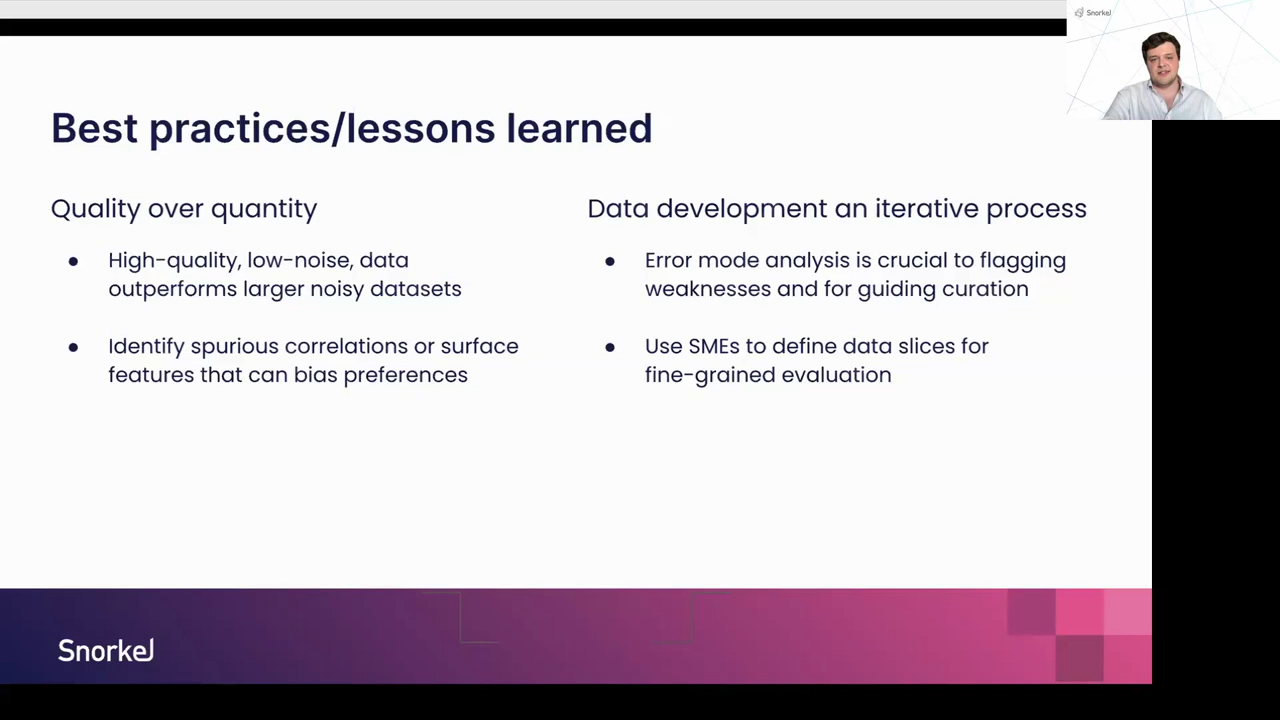 Snorkel
Best practices/lessons learned
Quality over quantity
● High-quality, low-noise, data
outperforms larger noisy datasets
● Identify spurious correlations or surface
features that can bias preferences
Data development an iterative process
● Error mode analysis is crucial to flagging
weaknesses and for guiding curation
● Use SMEs to define data slices for
fine-grained evaluation
Snorkel